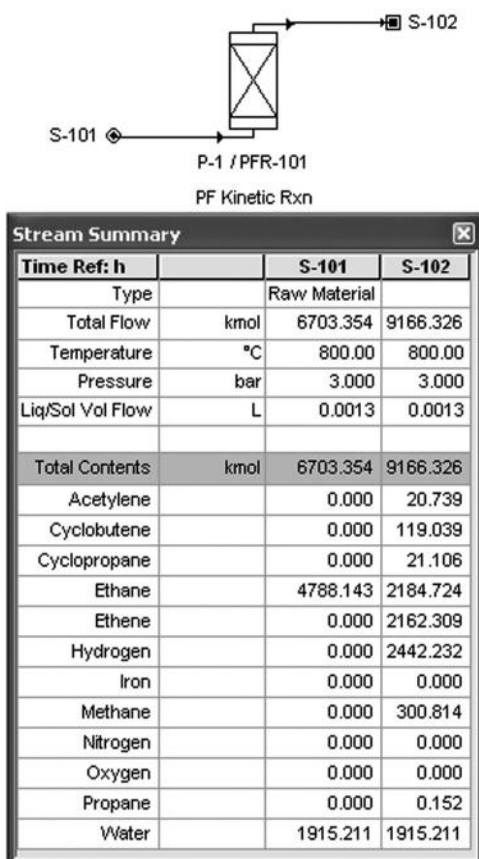 S-102
S-101
P-1 / PFR-101
PF Kinetic Rxn
Stream Summary
Time Ref: h S-101 S-102
Type Raw Material
Total Flow kmol 6703.354 9166.326
Temperature °C 800.00 800.00
Pressure bar 3.000 3.000
Liq/Sol Vol Flow L 0.0013 0.0013
Total Contents kmol 6703.354 9166.326
Acetylene 0.000 20.739
Cyclobutene 0.000 119.039
Cyclopropane 0.000 21.106
Ethane 4788.143 2184.724
Ethene 0.000 2162.309
Hydrogen 0.000 2442.232
Iron 0.000 0.000
Methane 0.000 300.814
Nitrogen 0.000 0.000
Oxygen 0.000 0.000
Propane 0.000 0.152
Water 1915.211 1915.211